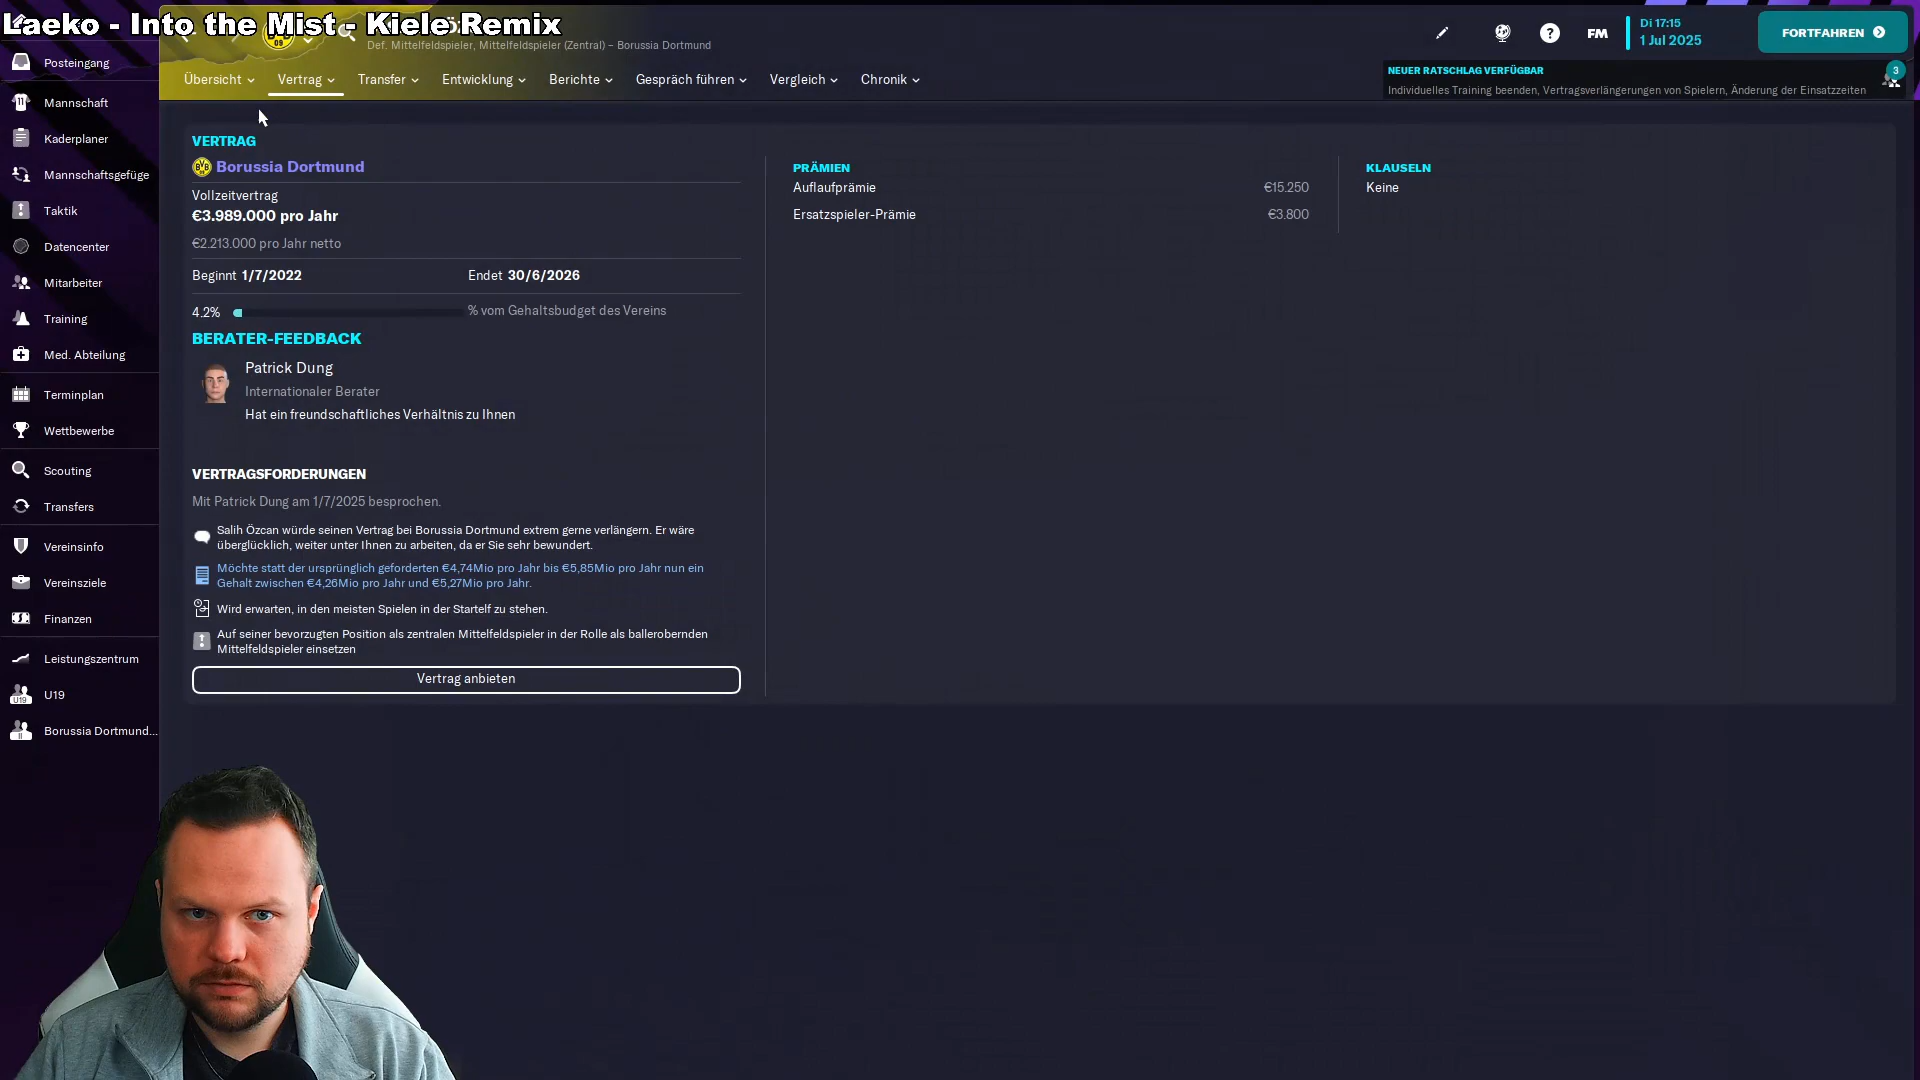 Laeko - Into the Mist - Kiele Remix
Def. Mittelfeldspieler, Mittelfeldspieler (Zentral) – Borussia Dortmund
Di 17:15
1 Jul 2025
FM
FORTFAHREN
Übersicht
Vertrag
Transfer
Entwicklung
Berichte
Gespräch führen
Vergleich
Chronik
NEUER RATSCHLAG VERFÜGBAR
Individuelles Training beenden, Vertragsverlängerungen von Spielern, Änderung der Einsatzzeiten
3
Posteingang
Mannschaft
Kaderplaner
Mannschaftsgefüge
Taktik
Datencenter
Mitarbeiter
Training
Med. Abteilung
Terminplan
Wettbewerbe
Scouting
Transfers
Vereinsinfo
Vereinsziele
Finanzen
Leistungszentrum
U19
Borussia Dortmund...
VERTRAG
Borussia Dortmund
Vollzeitvertrag
€3.989.000 pro Jahr
€2.213.000 pro Jahr netto
Beginnt 1/7/2022
Endet 30/6/2026
4.2%
% vom Gehaltsbudget des Vereins
BERATER-FEEDBACK
Patrick Dung
Internationaler Berater
Hat ein freundschaftliches Verhältnis zu Ihnen
VERTRAGSFORDERUNGEN
Mit Patrick Dung am 1/7/2025 besprochen.
Salih Özcan würde seinen Vertrag bei Borussia Dortmund extrem gerne verlängern. Er wäre
überglücklich, weiter unter Ihnen zu arbeiten, da er Sie sehr bewundert.
Möchte statt der ursprünglich geforderten €4,74Mio pro Jahr bis €5,85Mio pro Jahr nun ein
Gehalt zwischen €4,26Mio pro Jahr und €5,27Mio pro Jahr.
Wird erwarten, in den meisten Spielen in der Startelf zu stehen.
Auf seiner bevorzugten Position als zentralen Mittelfeldspieler in der Rolle als ballerobernden
Mittelfeldspieler einsetzen
Vertrag anbieten
PRÄMIEN
Auflaufprämie
€15.250
Ersatzspieler-Prämie
€3.800
KLAUSELN
Keine